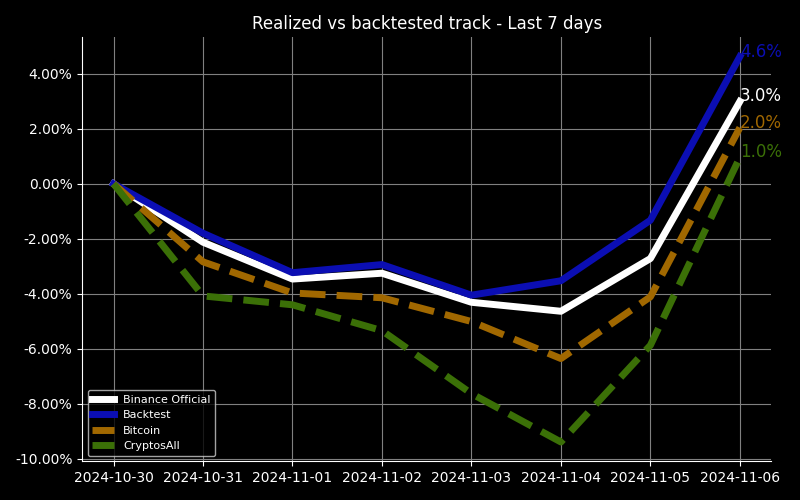 Realized vs backtested track - Last 7 days
4.6%
4.00%
3.0%
2.00%
2.0%
1.0%
0.00%
-2.00%
-4.00%
-6.00%
-8.00%
-10.00%
Binance Official
Backtest
Bitcoin
CryptosAll
2024-10-30 2024-10-31 2024-11-01 2024-11-02 2024-11-03 2024-11-04 2024-11-05 2024-11-06